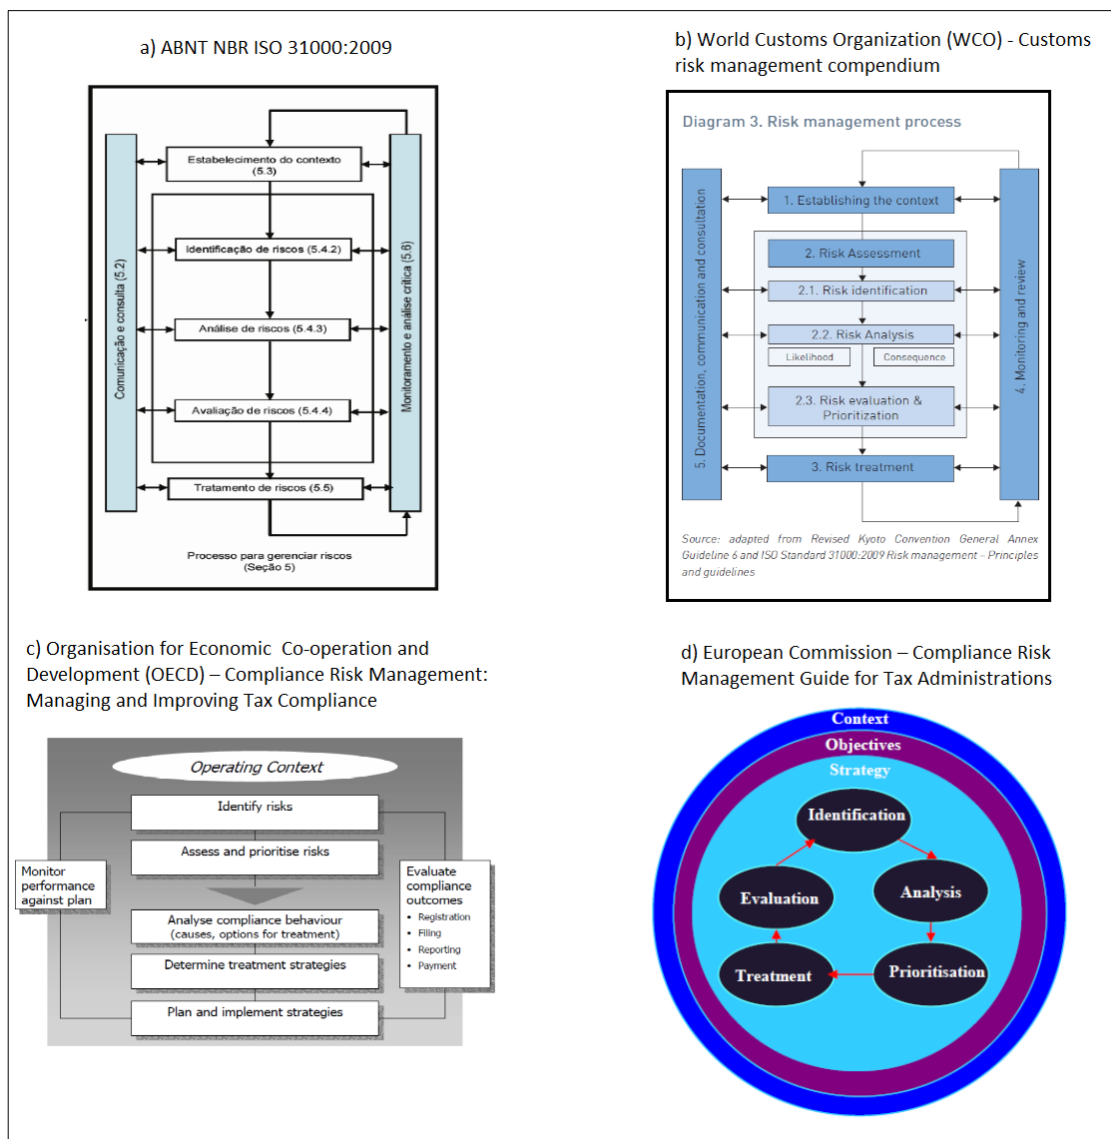 a) ABNT NBR ISO 31000:2009
Estabelecimento do contexto
(5.3)
Identificação de riscos (5.4.2)
Análise de riscos (5.4.3)
Avaliação de riscos (5.4.4)
Tratamento de riscos (5.5)
Comunicação e consulta (5.2)
Monitoramento e análise crítica (5.6)
Processo para gerenciar riscos
(Seção 5)
b) World Customs Organization (WCO) - Customs
risk management compendium
Diagram 3. Risk management process
1. Establishing the context
2. Risk Assessment
2.1. Risk identification
2.2. Risk Analysis
Likelihood
Consequence
2.3. Risk evaluation &
Prioritization
3. Risk treatment
5. Documentation, communication and consultation
4. Monitoring and review
Source: adapted from Revised Kyoto Convention General Annex
Guideline 6 and ISO Standard 31000:2009 Risk management – Principles
and guidelines
c) Organisation for Economic Co-operation and
Development (OECD) – Compliance Risk Management:
Managing and Improving Tax Compliance
Operating Context
Identify risks
Assess and prioritise risks
Analyse compliance behaviour
(causes, options for treatment)
Determine treatment strategies
Plan and implement strategies
Monitor
performance
against plan
Evaluate
compliance
outcomes
• Registration
• Filing
• Reporting
• Payment
d) European Commission – Compliance Risk
Management Guide for Tax Administrations
Context
Objectives
Strategy
Identification
Analysis
Prioritisation
Treatment
Evaluation